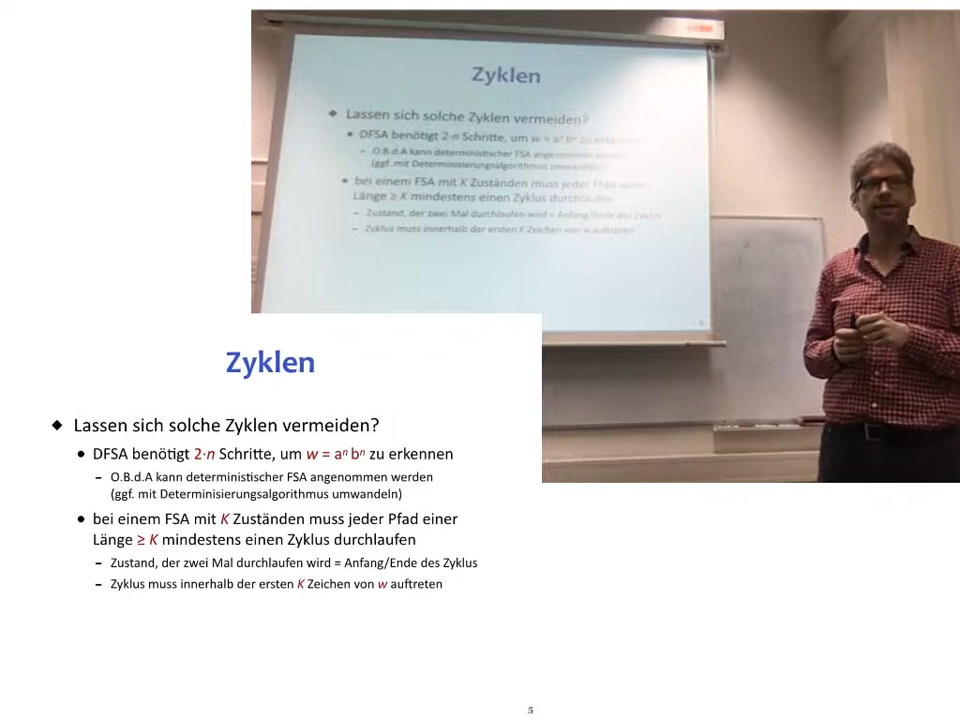 Zyklen
◆ Lassen sich solche Zyklen vermeiden?
• DFSA benötigt 2·n Schritte, um w = aⁿ bⁿ zu
– O.B.d.A kann deterministischer FSA
(ggf. mit Determinisierungsalgorithmus
• bei einem FSA mit K Zuständen muss jeder Pfad
Länge ≥ K mindestens einen Zyklus durchlaufen
– Zustand, der zwei Mal durchlaufen wird = Anfang/Ende des Zyklus
– Zyklus muss innerhalb der ersten K Zeichen von w auftreten
Zyklen
◆ Lassen sich solche Zyklen vermeiden?
• DFSA benötigt 2·n Schritte, um w = aⁿ bⁿ zu erkennen
– O.B.d.A kann deterministischer FSA angenommen werden
(ggf. mit Determinisierungsalgorithmus umwandeln)
• bei einem FSA mit K Zuständen muss jeder Pfad einer
Länge ≥ K mindestens einen Zyklus durchlaufen
– Zustand, der zwei Mal durchlaufen wird = Anfang/Ende des Zyklus
– Zyklus muss innerhalb der ersten K Zeichen von w auftreten
5